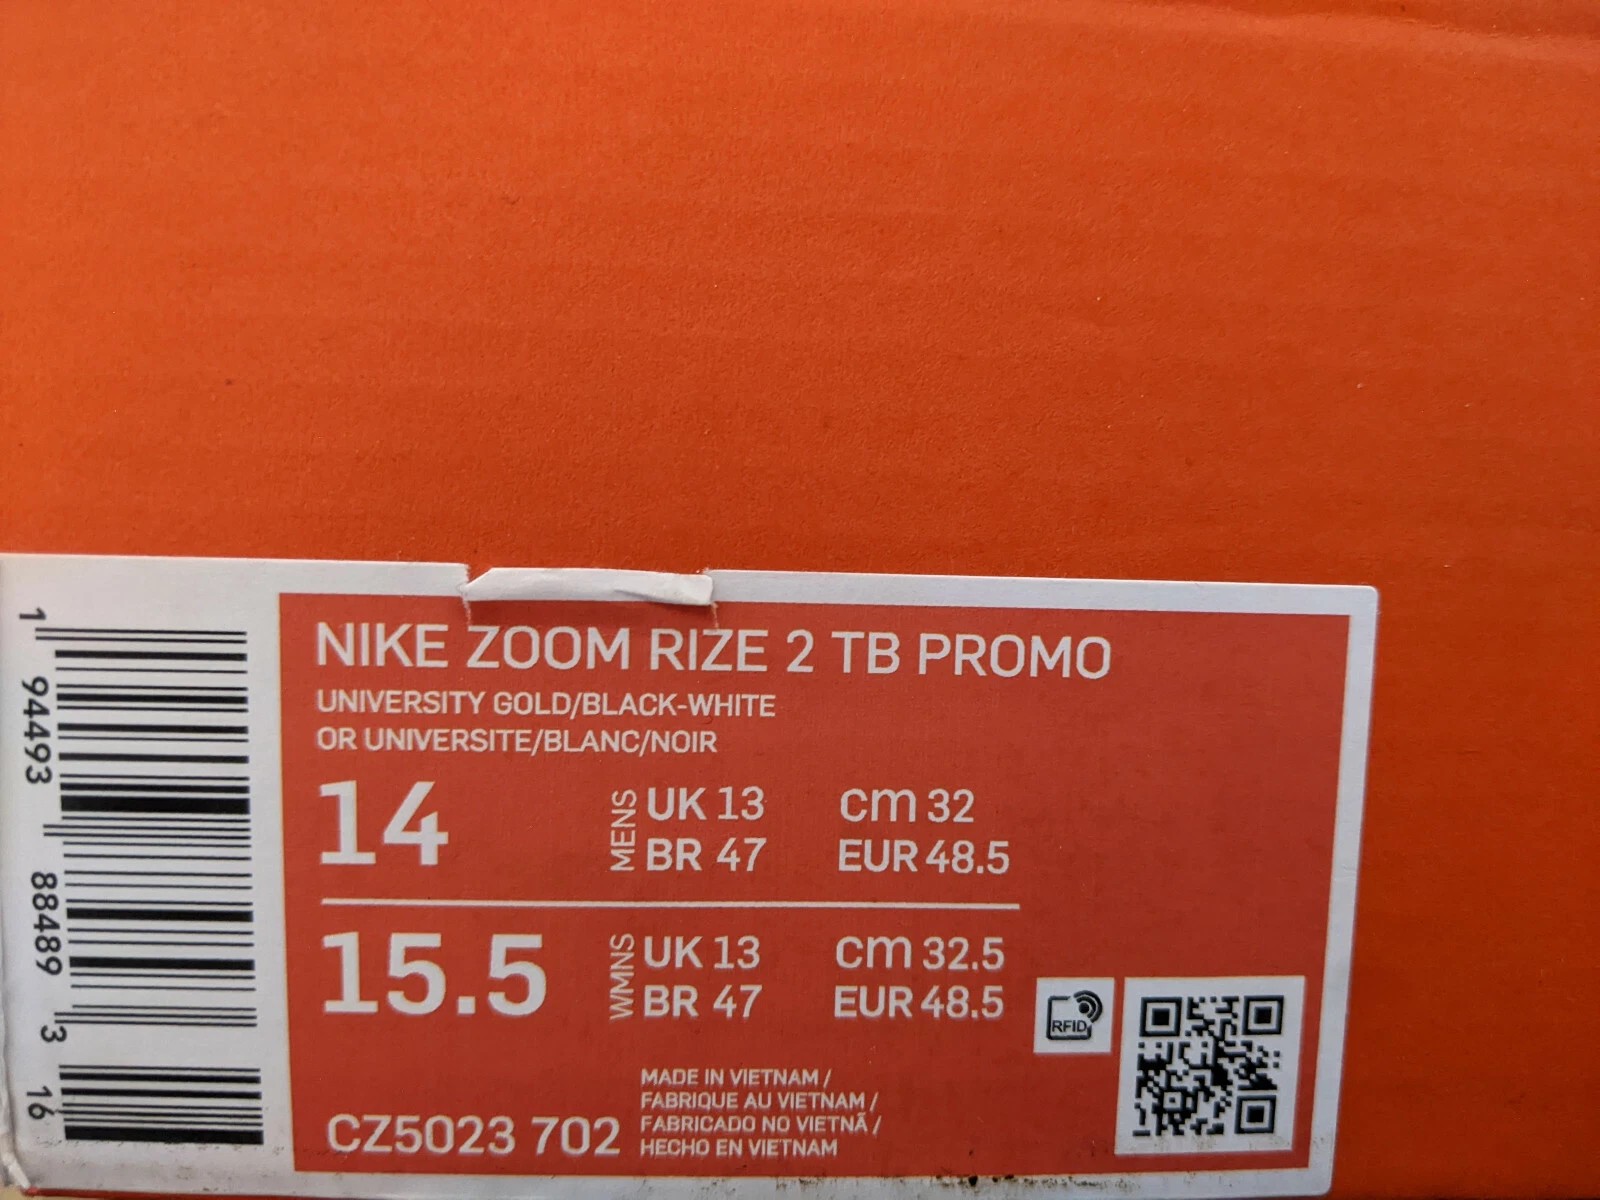 NIKE ZOOM RIZE 2 TB PROMO
UNIVERSITY GOLD/BLACK-WHITE
OR UNIVERSITE/BLANC/NOIR
14
MENS
UK 13
cm 32
BR 47
EUR 48.5
15.5
WMNS
UK 13
cm 32.5
BR 47
EUR 48.5
RFID
MADE IN VIETNAM /
FABRIQUE AU VIETNAM /
FABRICADO NO VIETNÃ /
HECHO EN VIETNAM
CZ5023 702
1 94493 88489 3 16